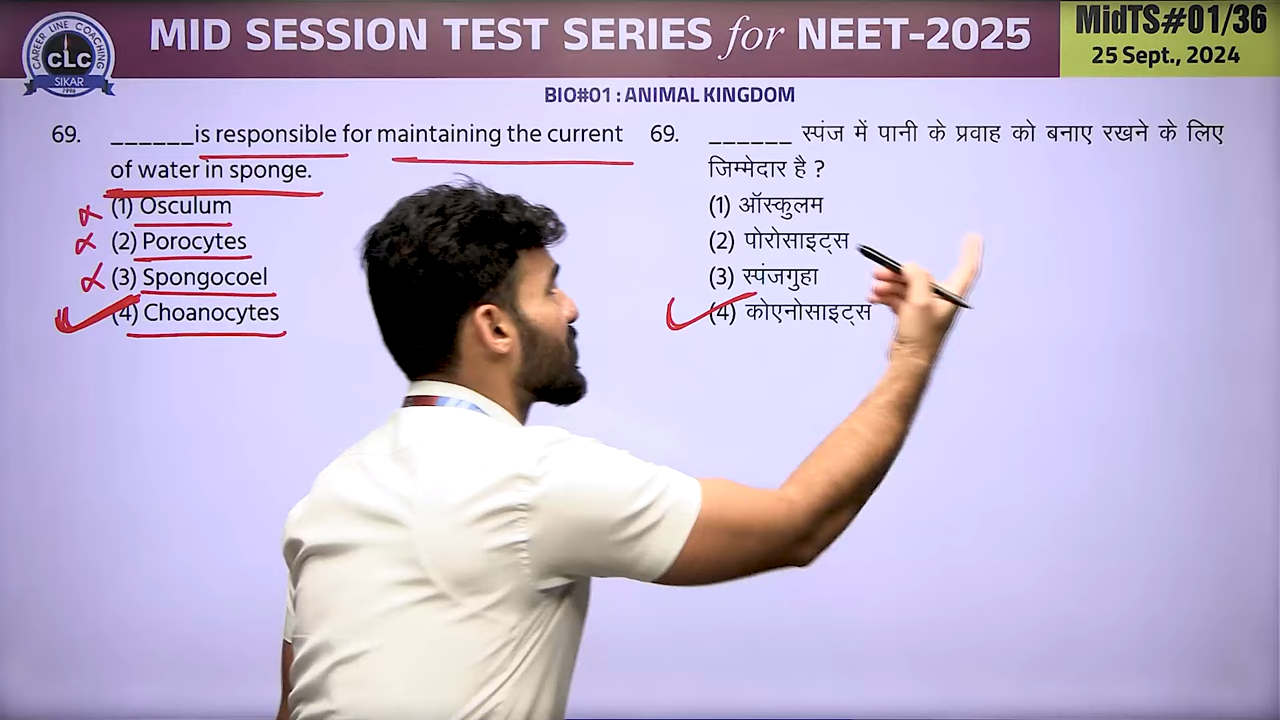 CAREER LINE COACHING
CLC
SIKAR
1996
MID SESSION TEST SERIES for NEET-2025
MidTS#01/36
25 Sept., 2024
BIO#01 : ANIMAL KINGDOM
69. ______is responsible for maintaining the current
of water in sponge.
(1) Osculum
(2) Porocytes
(3) Spongocoel
(4) Choanocytes
69. ______ स्पंज में पानी के प्रवाह को बनाए रखने के लिए
जिम्मेदार है ?
(1) ऑस्कुलम
(2) पोरोसाइट्स
(3) स्पंजगुहा
(4) कोएनोसाइट्स